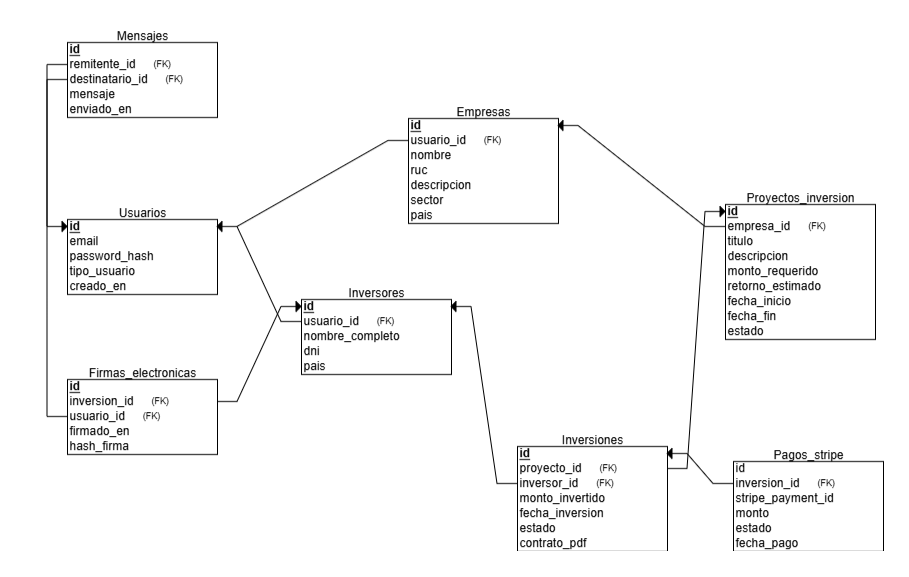 Mensajes
id
remitente_id (FK)
destinatario_id (FK)
mensaje
enviado_en
Empresas
id
usuario_id (FK)
nombre
ruc
descripcion
sector
pais
Proyectos_inversion
id
empresa_id (FK)
titulo
descripcion
monto_requerido
retorno_estimado
fecha_inicio
fecha_fin
estado
Usuarios
id
email
password_hash
tipo_usuario
creado_en
Inversores
id
usuario_id (FK)
nombre_completo
dni
pais
Firmas_electronicas
id
inversion_id (FK)
usuario_id (FK)
firmado_en
hash_firma
Inversiones
id
proyecto_id (FK)
inversor_id (FK)
monto_invertido
fecha_inversion
estado
contrato_pdf
Pagos_stripe
id
inversion_id (FK)
stripe_payment_id
monto
estado
fecha_pago